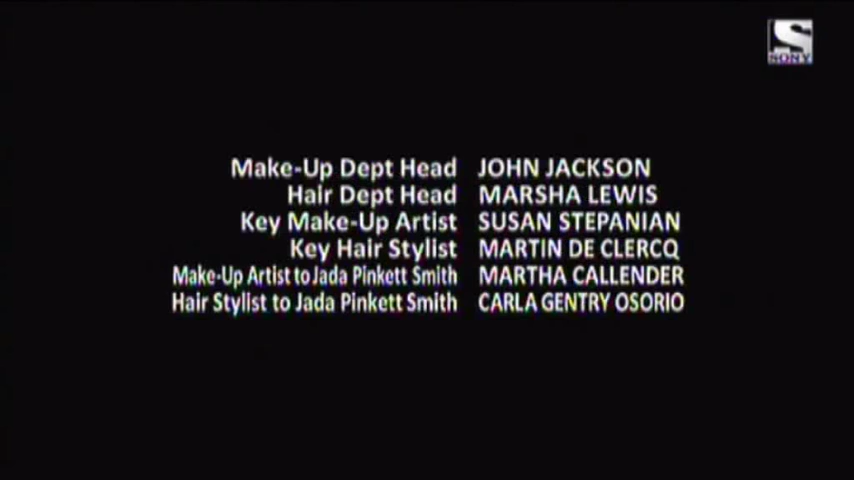 S
SONY
Make-Up Dept Head JOHN JACKSON
Hair Dept Head MARSHA LEWIS
Key Make-Up Artist SUSAN STEPANIAN
Key Hair Stylist MARTIN DE CLERCQ
Make-Up Artist to Jada Pinkett Smith MARTHA CALLENDER
Hair Stylist to Jada Pinkett Smith CARLA GENTRY OSORIO